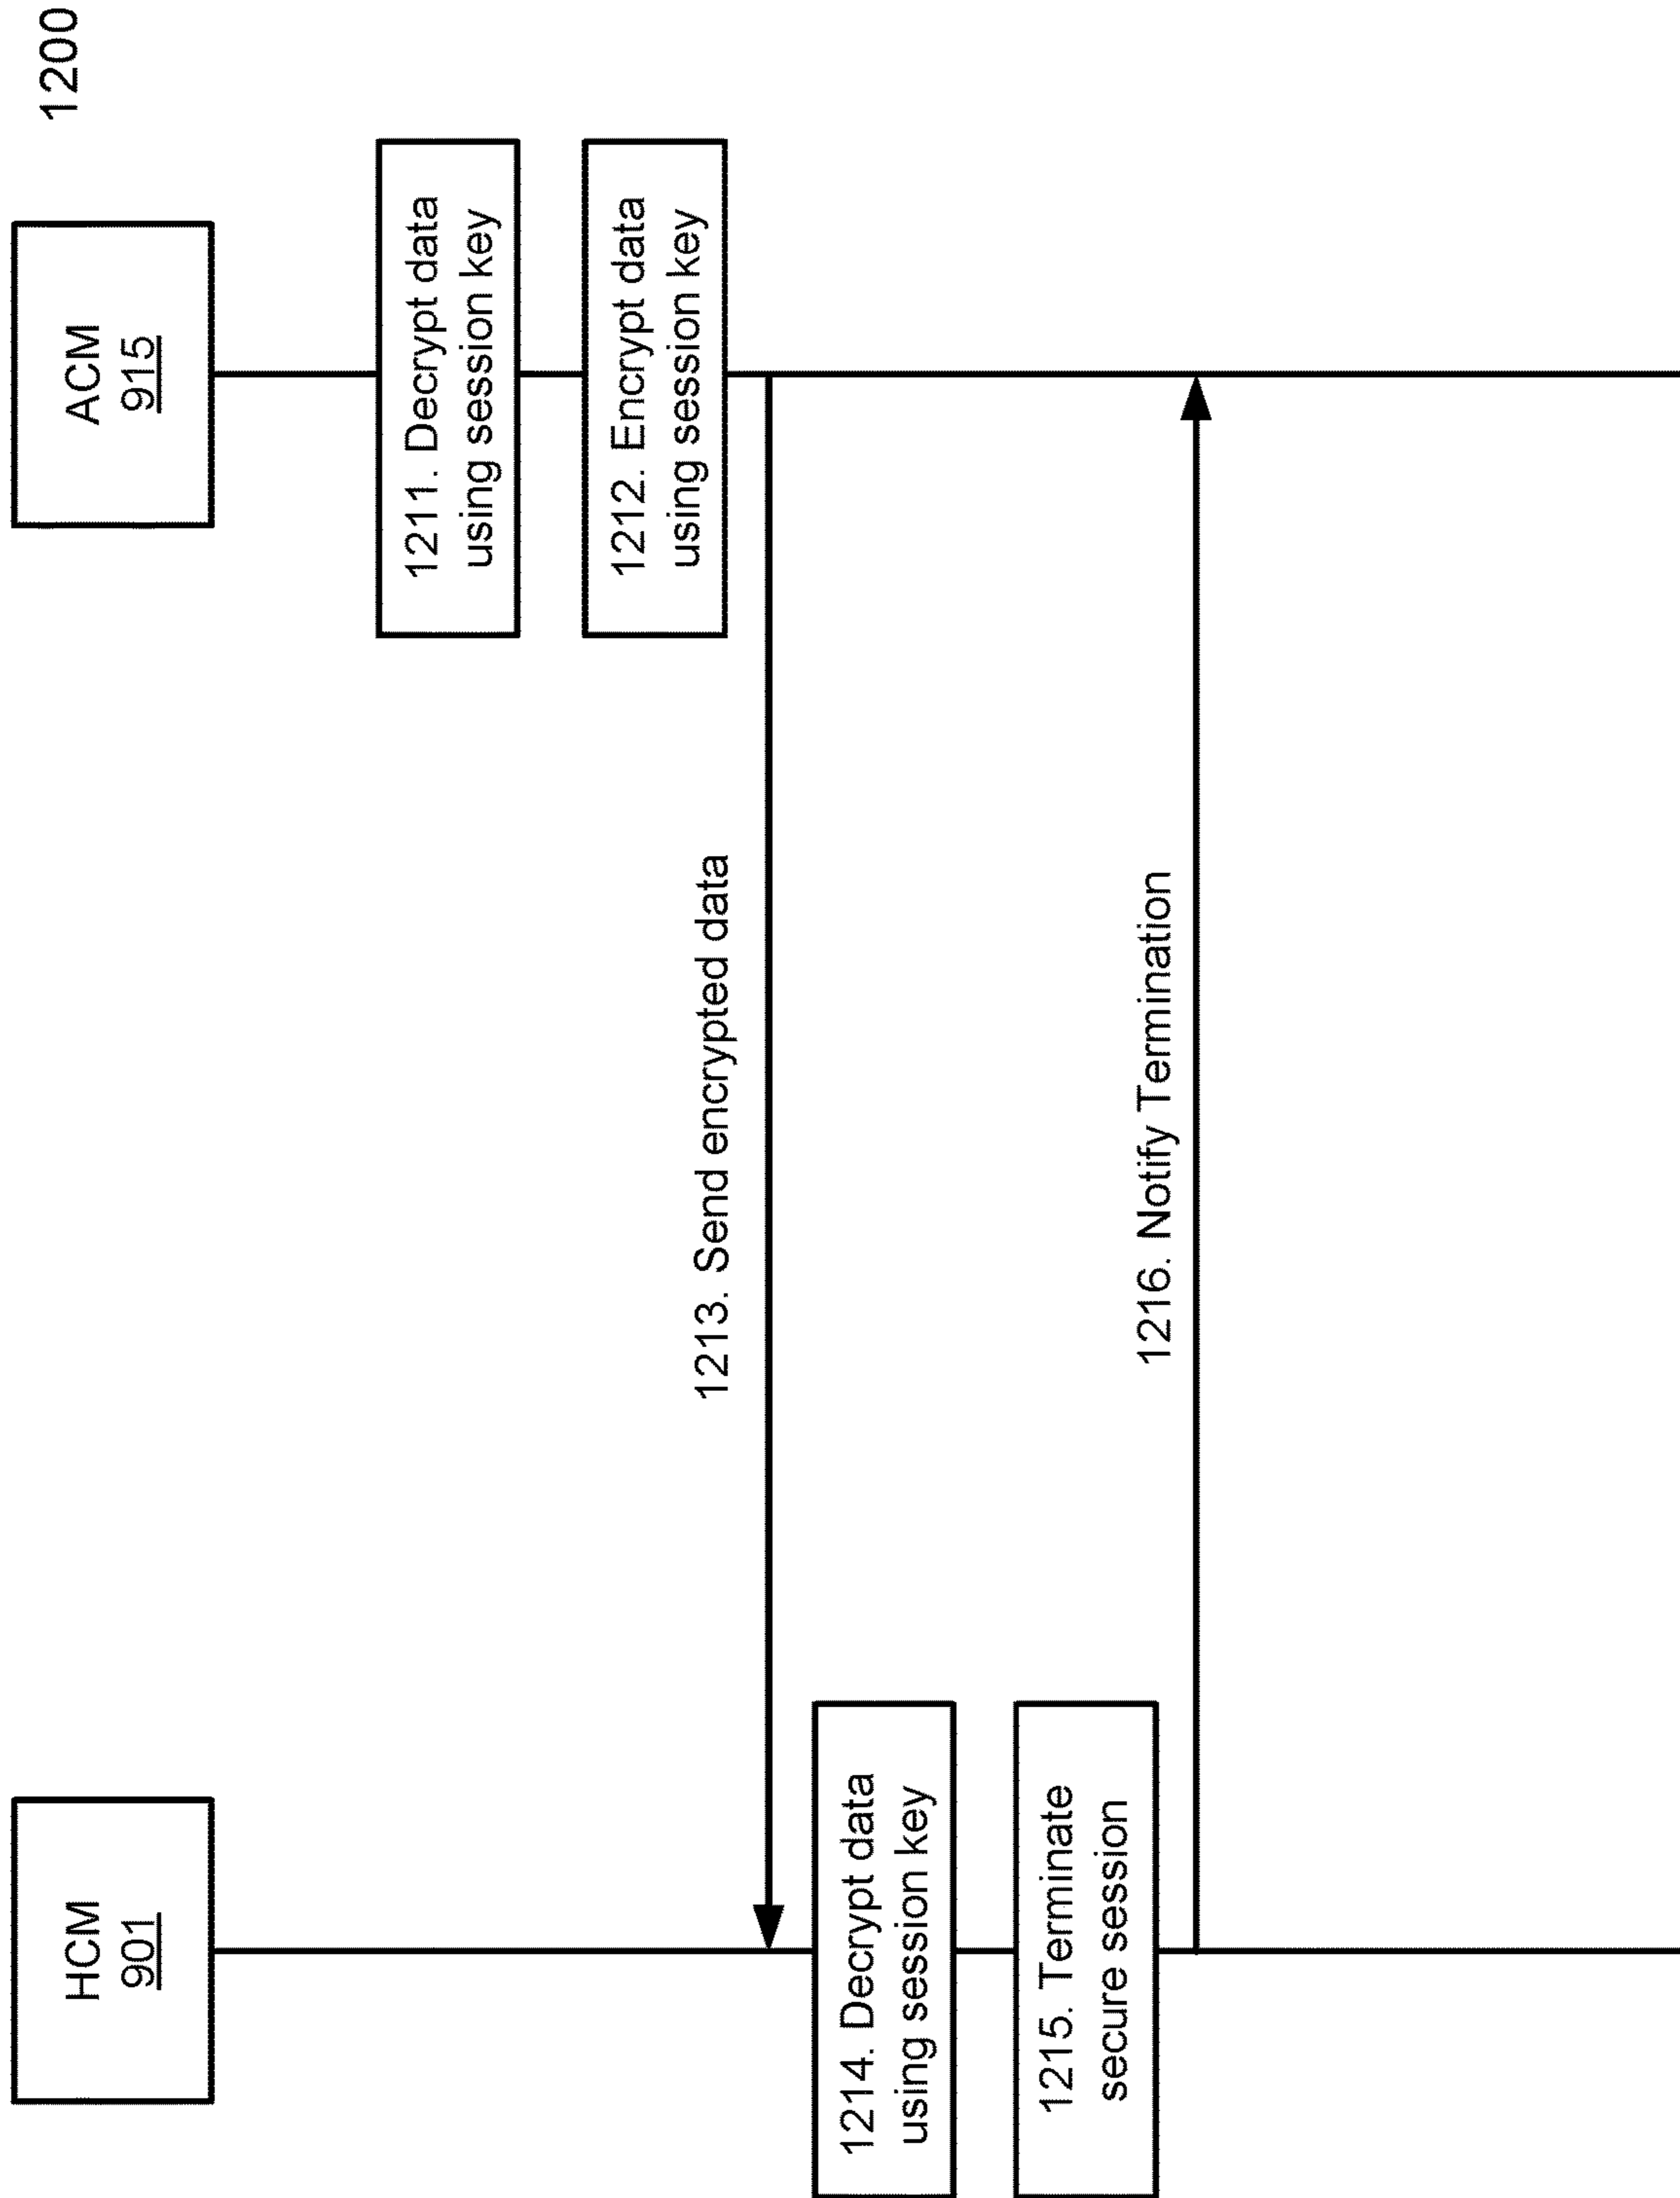 1200
HCM
901
ACM
915
1211. Decrypt data
using session key
1212. Encrypt data
using session key
1213. Send encrypted data
1214. Decrypt data
using session key
1215. Terminate
secure session
1216. Notify Termination